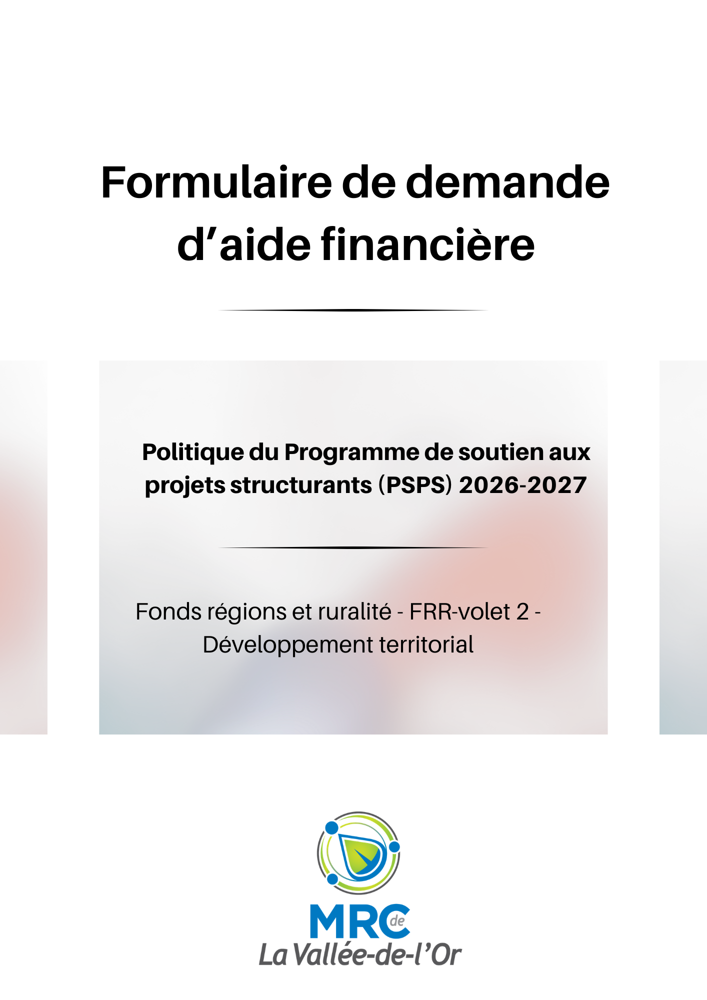 Formulaire de demande
d’aide financière
Politique du Programme de soutien aux
projets structurants (PSPS) 2026-2027
Fonds régions et ruralité - FRR-volet 2 -
Développement territorial
MRC de
La Vallée-de-l’Or